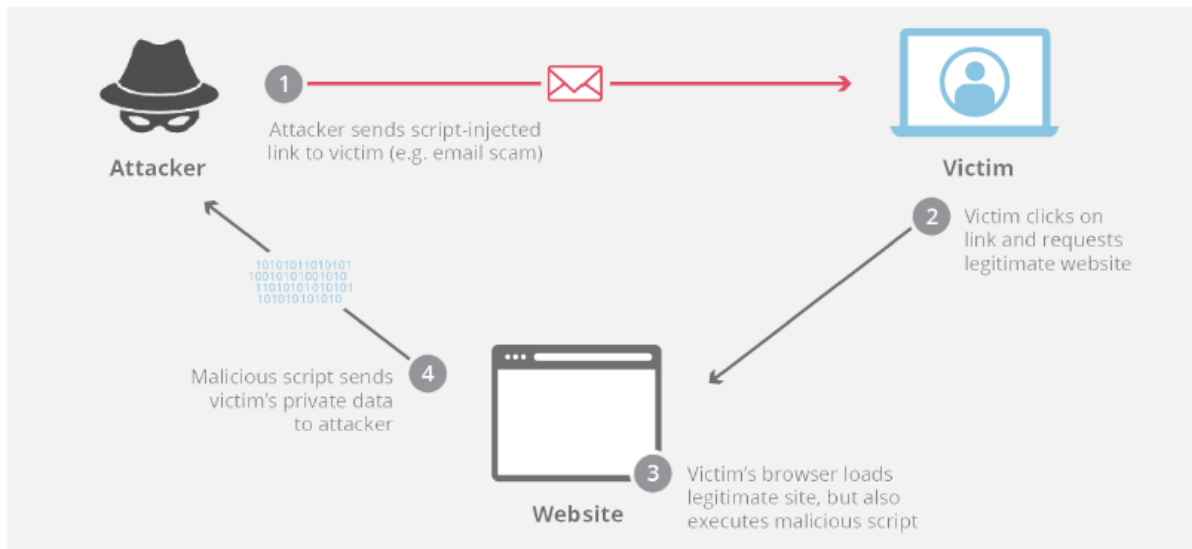 1
Attacker sends script-injected
link to victim (e.g. email scam)
Attacker
Victim
2
Victim clicks on
link and requests
legitimate website
10101011010101
10010101001010
11010101010101
101010101010
4
Malicious script sends
victim's private data
to attacker
3
Victim's browser loads
legitimate site, but also
executes malicious script
Website